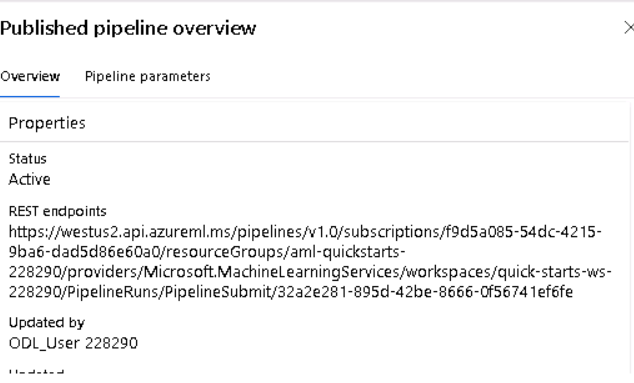 Published pipeline overview
Overview Pipeline parameters
Properties
Status
Active
REST endpoints
https://westus2.api.azureml.ms/pipelines/v1.0/subscriptions/f9d5a085-54dc-4215-
9ba6-dad5d86e60a0/resourceGroups/aml-quickstarts-
228290/providers/Microsoft.MachineLearningServices/workspaces/quick-starts-ws-
228290/PipelineRuns/PipelineSubmit/32a2e281-895d-42be-8666-0f56741ef6fe
Updated by
ODL_User 228290
Updated